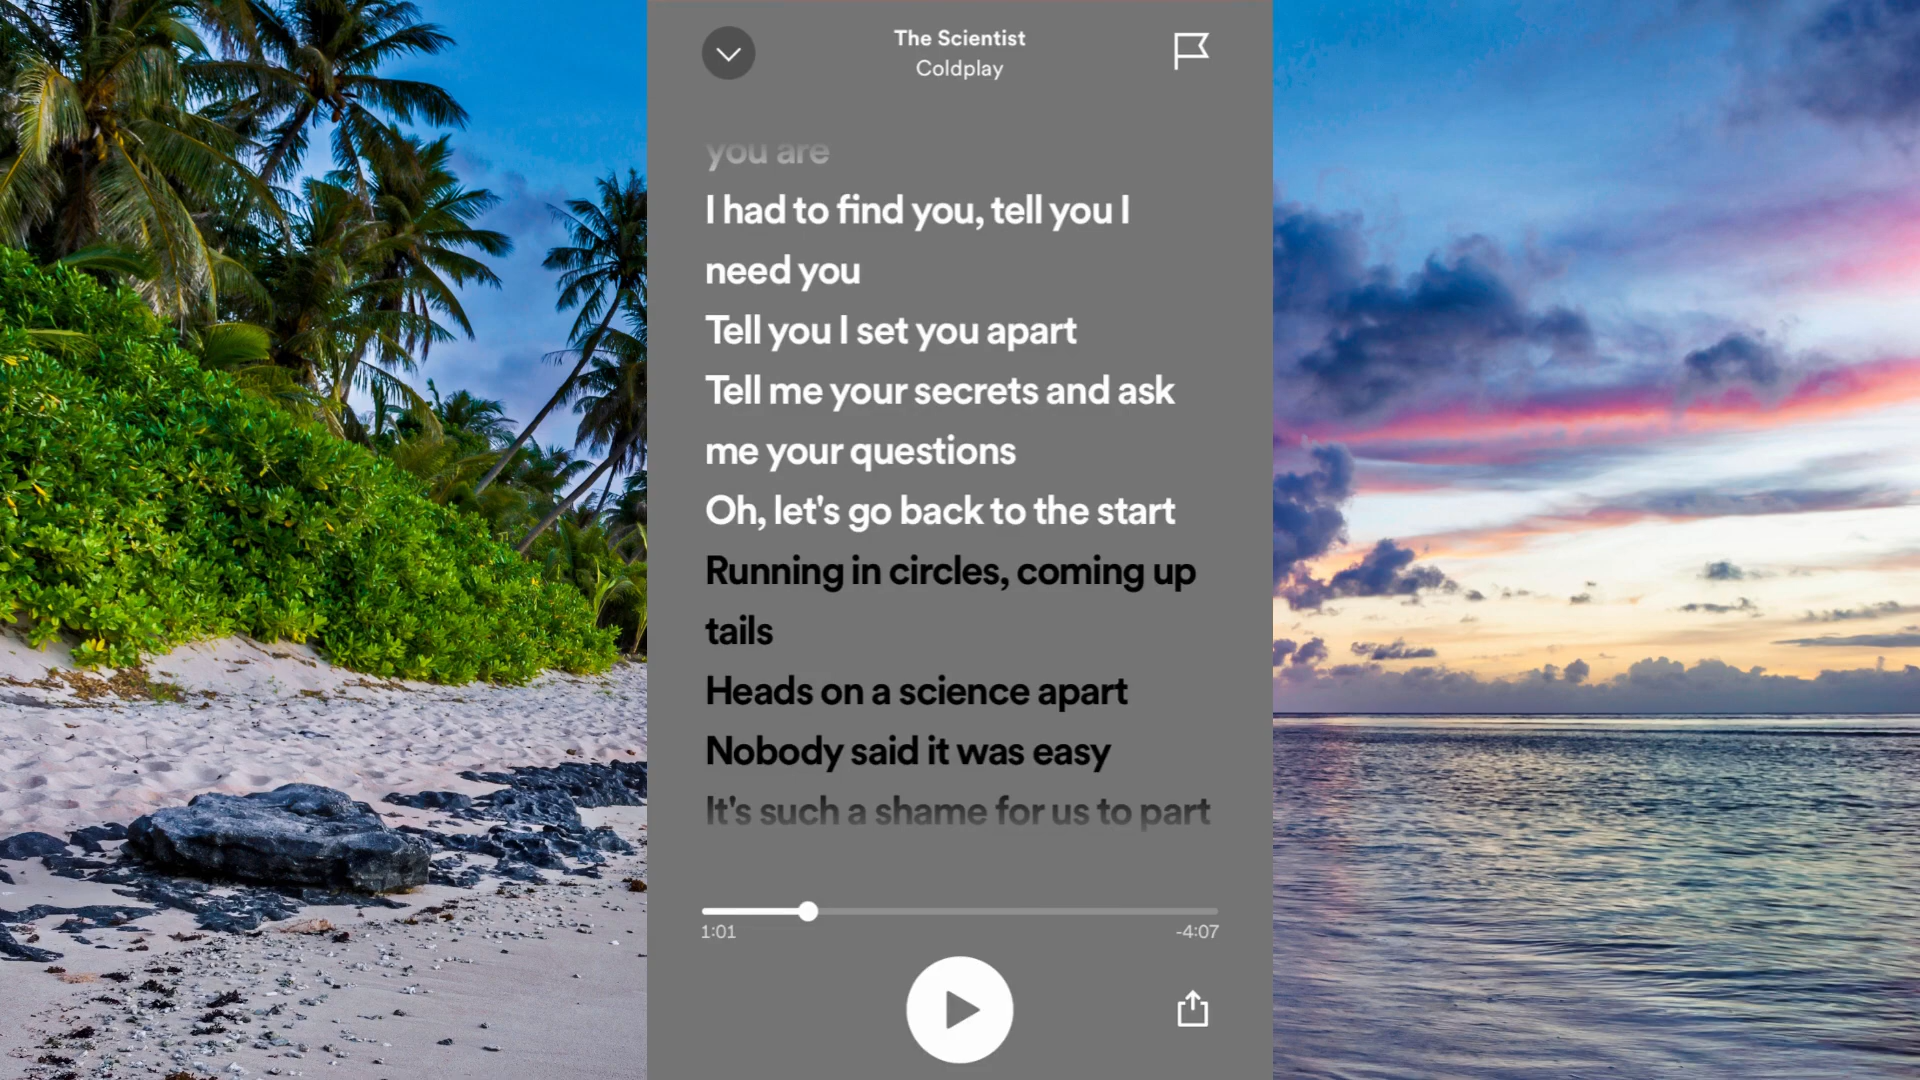 The Scientist
Coldplay
you are
I had to find you, tell you I
need you
Tell you I set you apart
Tell me your secrets and ask
me your questions
Oh, let's go back to the start
Running in circles, coming up
tails
Heads on a science apart
Nobody said it was easy
It's such a shame for us to part
1:01
-4:07